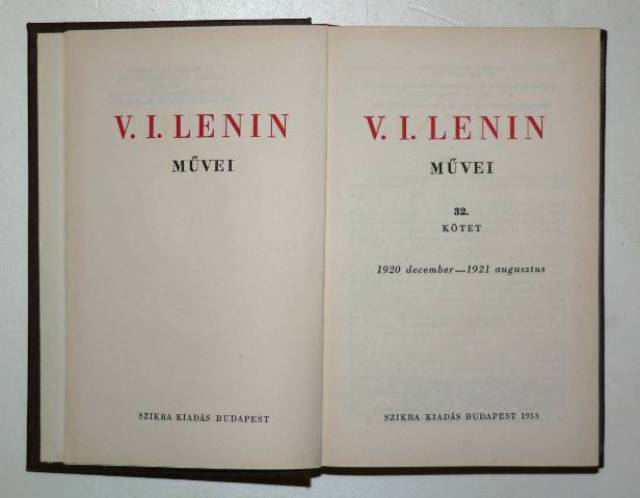 V. I. LENIN
MŰVEI
SZIKRA KIADÁS BUDAPEST
V. I. LENIN
MŰVEI
32.
KÖTET
1920 december—1921 augusztus
SZIKRA KIADÁS BUDAPEST 1953